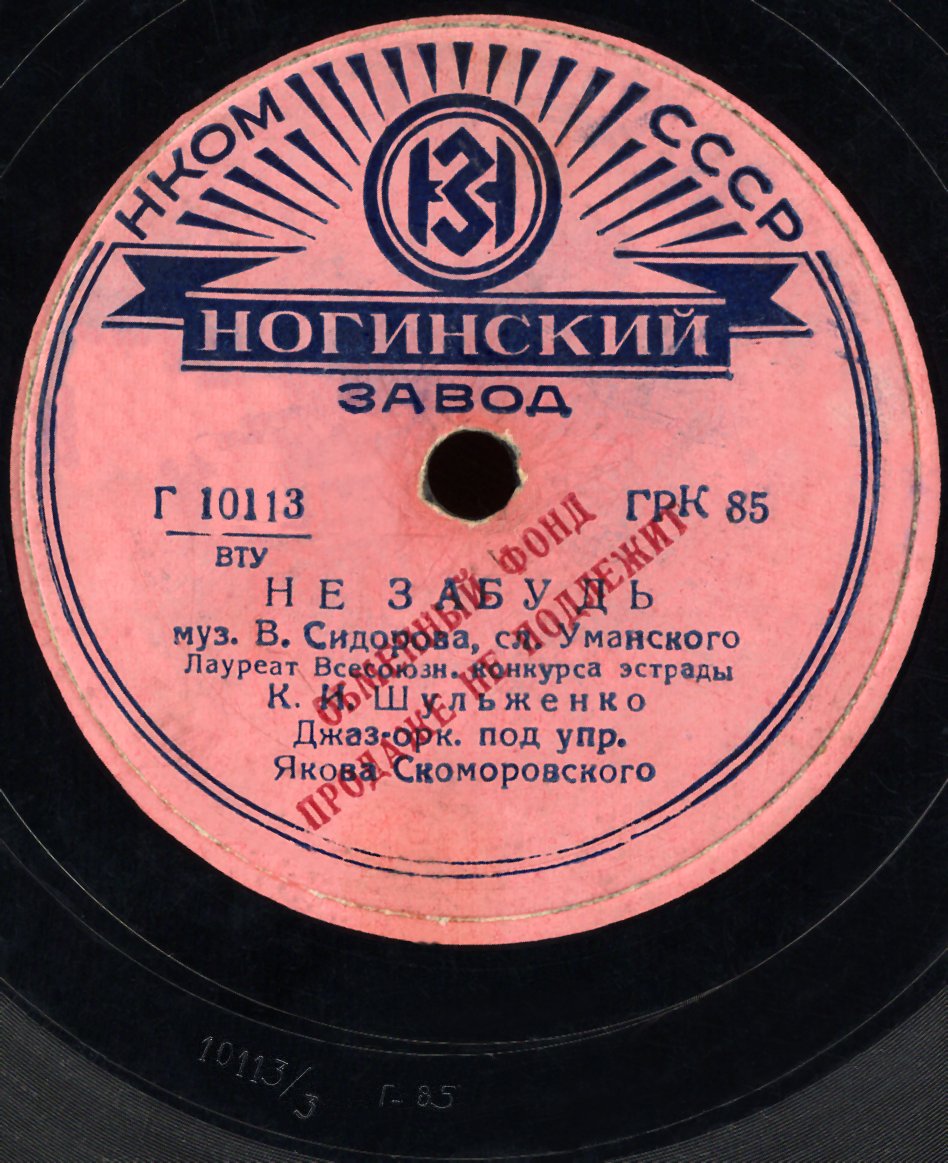 НКОМ СССР
НЗ
НОГИНСКИЙ
ЗАВОД
Г 10113 ГРК 85
ВТУ
НЕ ЗАБУДЬ
муз. В. Сидорова, сл. Уманского
Лауреат Всесоюзн. конкурса эстрады
К. И. Шульженко
Джаз-орк. под упр.
Якова Скоморовского
ОБМЕННЫЙ ФОНД
ПРОДАЖЕ НЕ ПОДЛЕЖИТ
10113/3 Г- 85